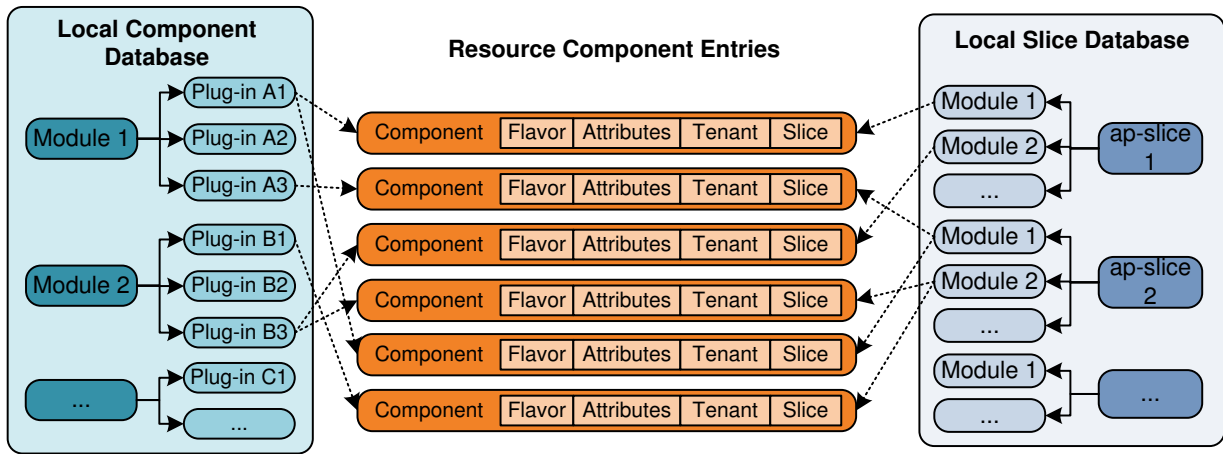 Local Component
Database
Module 1
Plug-in A1
Plug-in A2
Plug-in A3
Module 2
Plug-in B1
Plug-in B2
Plug-in B3
...
Plug-in C1
...
Resource Component Entries
Component Flavor Attributes Tenant Slice
Component Flavor Attributes Tenant Slice
Component Flavor Attributes Tenant Slice
Component Flavor Attributes Tenant Slice
Component Flavor Attributes Tenant Slice
Component Flavor Attributes Tenant Slice
Local Slice Database
Module 1
Module 2
...
ap-slice
1
Module 1
Module 2
...
ap-slice
2
Module 1
...
...